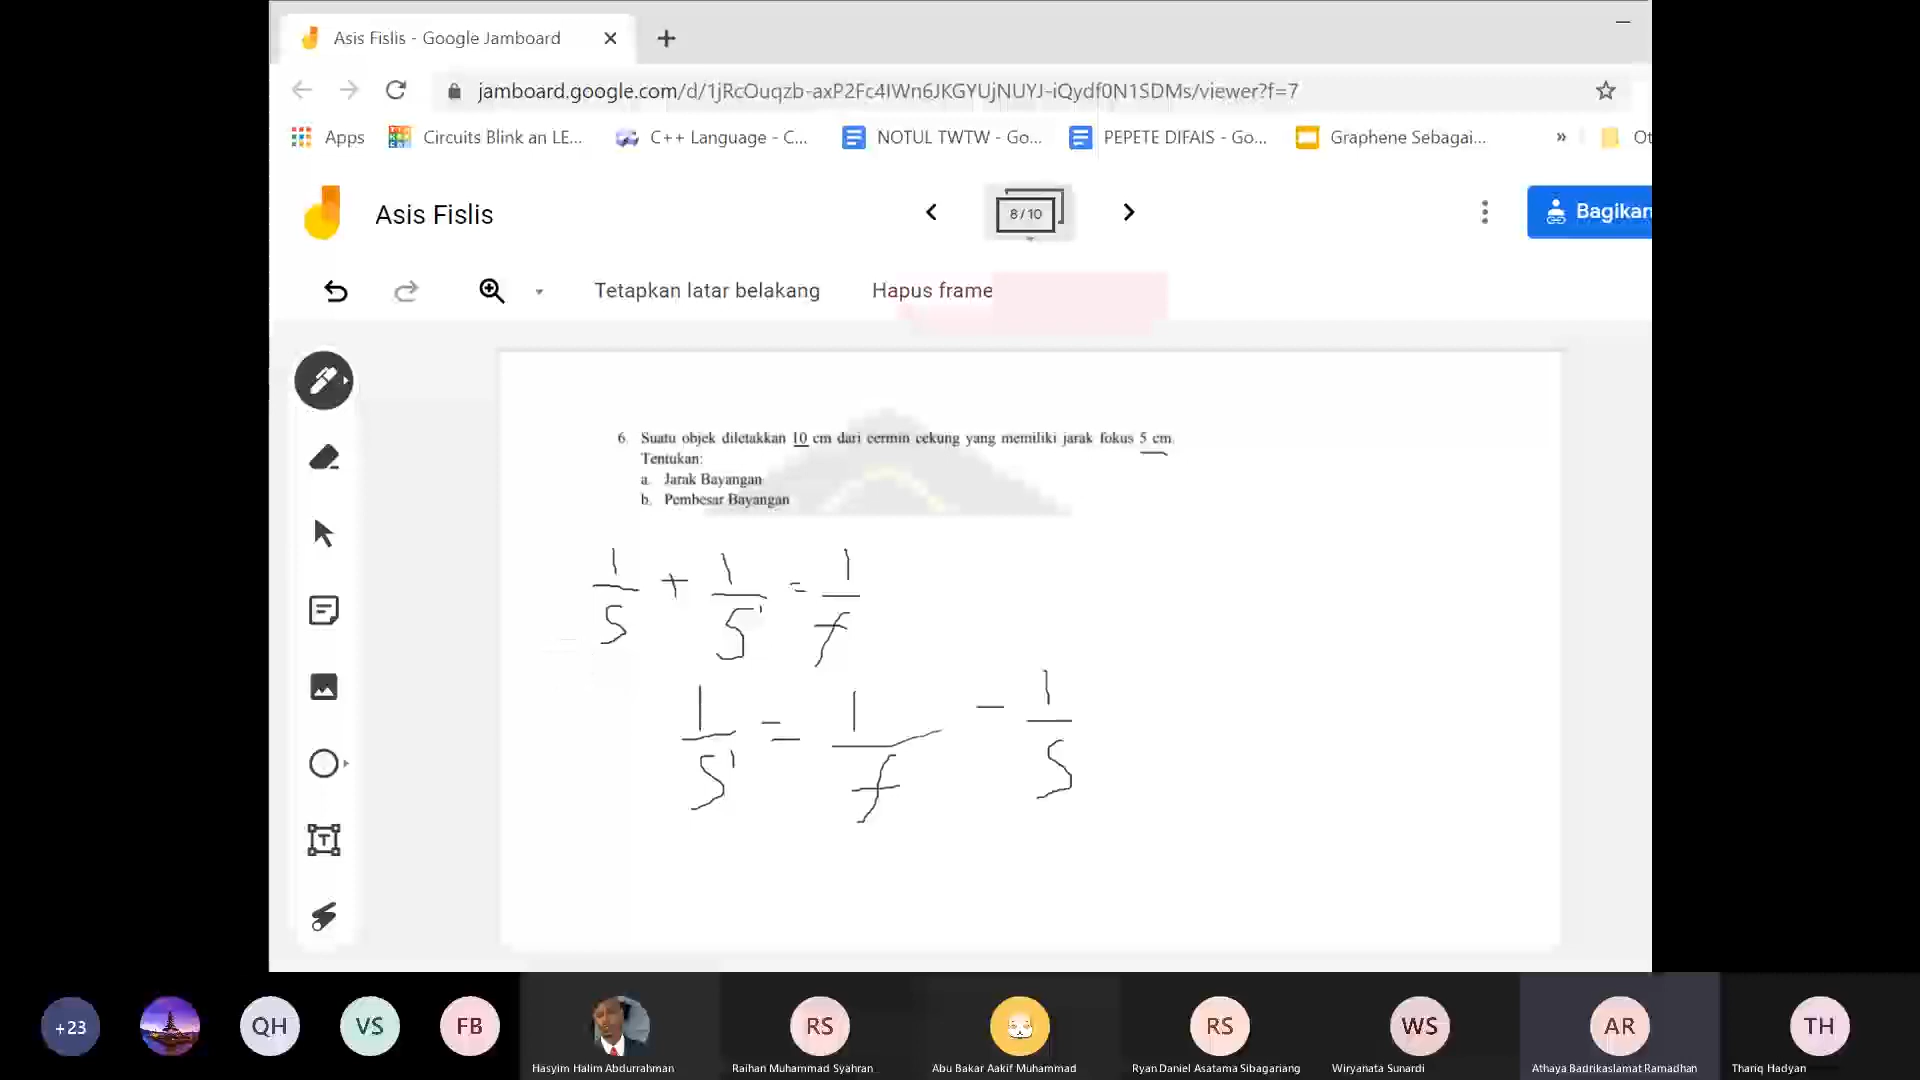 Asis Fislis - Google Jamboard
jamboard.google.com/d/1jRcOuqzb-axP2Fc4IWn6JKGYUjNUYJ-iQydf0N1SDMs/viewer?f=7
Apps
Circuits Blink an LE...
C++ Language - C...
NOTUL TWTW - Go...
PEPETE DIFAIS - Go...
Graphene Sebagai...
»
Ot
Asis Fislis
8 / 10
Bagikan
Tetapkan latar belakang
Hapus frame
6. Suatu objek diletakkan 10 cm dari cermin cekung yang memiliki jarak fokus 5 cm.
Tentukan:
a. Jarak Bayangan
b. Pembesar Bayangan
1/S + 1/S' = 1/f
1/S' = 1/f - 1/S
+23
QH
VS
FB
RS
RS
WS
AR
TH
Hasyim Halim Abdurrahman
Raihan Muhammad Syahran
Abu Bakar Aakif Muhammad
Ryan Daniel Asatama Sibagariang
Wiryanata Sunardi
Athaya Badrikaslamat Ramadhan
Thariq Hadyan